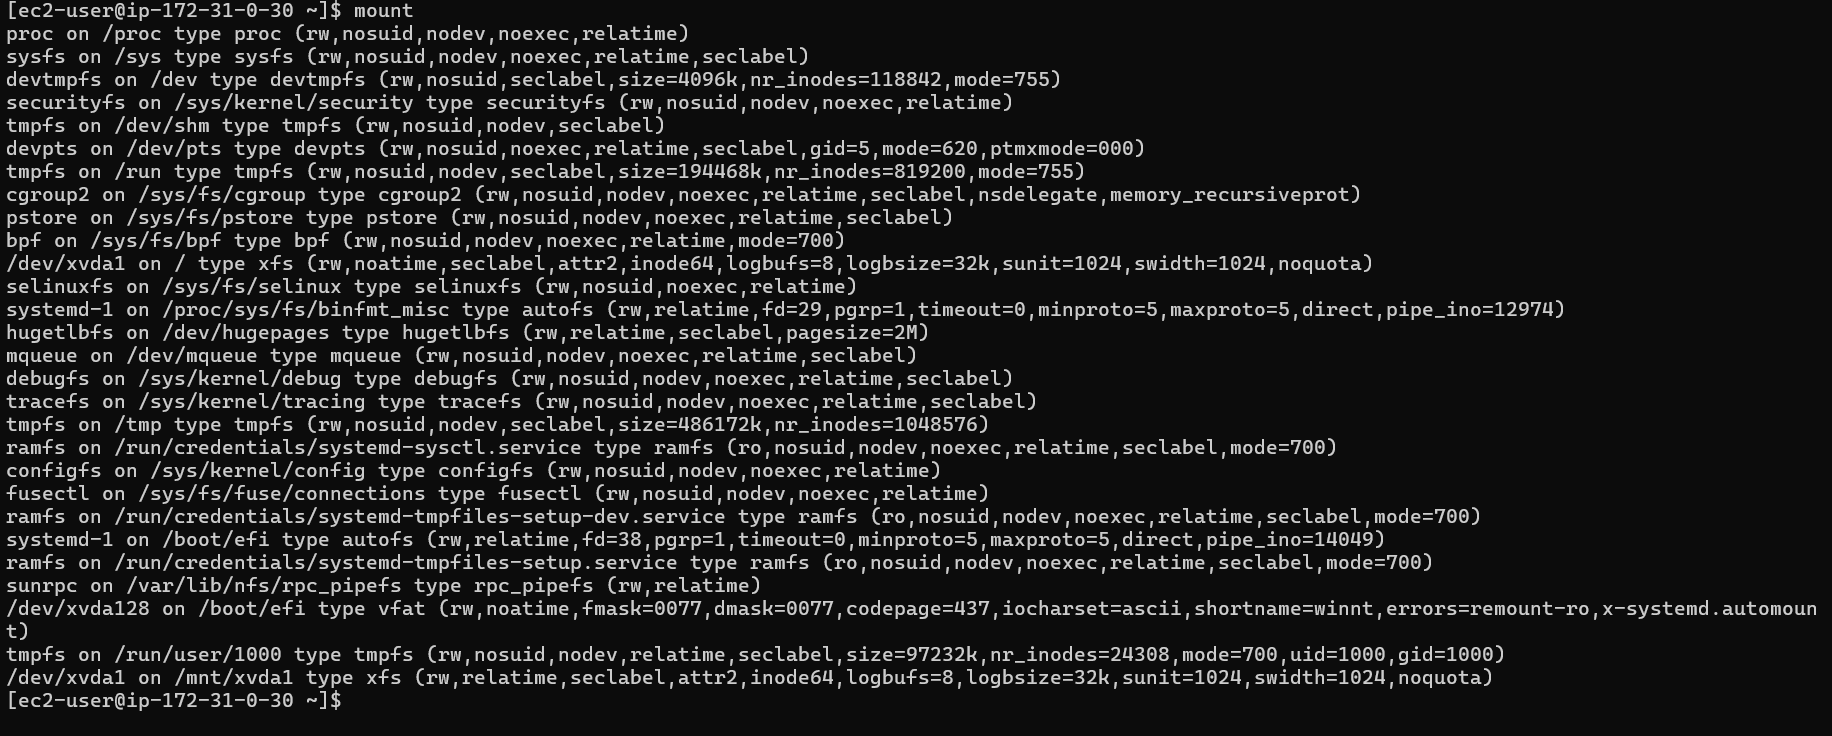 [ec2-user@ip-172-31-0-30 ~]$ mount
proc on /proc type proc (rw,nosuid,nodev,noexec,relatime)
sysfs on /sys type sysfs (rw,nosuid,nodev,noexec,relatime,seclabel)
devtmpfs on /dev type devtmpfs (rw,nosuid,seclabel,size=4096k,nr_inodes=118842,mode=755)
securityfs on /sys/kernel/security type securityfs (rw,nosuid,nodev,noexec,relatime)
tmpfs on /dev/shm type tmpfs (rw,nosuid,nodev,seclabel)
devpts on /dev/pts type devpts (rw,nosuid,noexec,relatime,seclabel,gid=5,mode=620,ptmxmode=000)
tmpfs on /run type tmpfs (rw,nosuid,nodev,seclabel,size=194468k,nr_inodes=819200,mode=755)
cgroup2 on /sys/fs/cgroup type cgroup2 (rw,nosuid,nodev,noexec,relatime,seclabel,nsdelegate,memory_recursiveprot)
pstore on /sys/fs/pstore type pstore (rw,nosuid,nodev,noexec,relatime,seclabel)
bpf on /sys/fs/bpf type bpf (rw,nosuid,nodev,noexec,relatime,mode=700)
/dev/xvda1 on / type xfs (rw,noatime,seclabel,attr2,inode64,logbufs=8,logbsize=32k,sunit=1024,swidth=1024,noquota)
selinuxfs on /sys/fs/selinux type selinuxfs (rw,nosuid,noexec,relatime)
systemd-1 on /proc/sys/fs/binfmt_misc type autofs (rw,relatime,fd=29,pgrp=1,timeout=0,minproto=5,maxproto=5,direct,pipe_ino=12974)
hugetlbfs on /dev/hugepages type hugetlbfs (rw,relatime,seclabel,pagesize=2M)
mqueue on /dev/mqueue type mqueue (rw,nosuid,nodev,noexec,relatime,seclabel)
debugfs on /sys/kernel/debug type debugfs (rw,nosuid,nodev,noexec,relatime,seclabel)
tracefs on /sys/kernel/tracing type tracefs (rw,nosuid,nodev,noexec,relatime,seclabel)
tmpfs on /tmp type tmpfs (rw,nosuid,nodev,seclabel,size=486172k,nr_inodes=1048576)
ramfs on /run/credentials/systemd-sysctl.service type ramfs (ro,nosuid,nodev,noexec,relatime,seclabel,mode=700)
configfs on /sys/kernel/config type configfs (rw,nosuid,nodev,noexec,relatime)
fusectl on /sys/fs/fuse/connections type fusectl (rw,nosuid,nodev,noexec,relatime)
ramfs on /run/credentials/systemd-tmpfiles-setup-dev.service type ramfs (ro,nosuid,nodev,noexec,relatime,seclabel,mode=700)
systemd-1 on /boot/efi type autofs (rw,relatime,fd=38,pgrp=1,timeout=0,minproto=5,maxproto=5,direct,pipe_ino=14049)
ramfs on /run/credentials/systemd-tmpfiles-setup.service type ramfs (ro,nosuid,nodev,noexec,relatime,seclabel,mode=700)
sunrpc on /var/lib/nfs/rpc_pipefs type rpc_pipefs (rw,relatime)
/dev/xvda128 on /boot/efi type vfat (rw,noatime,fmask=0077,dmask=0077,codepage=437,iocharset=ascii,shortname=winnt,errors=remount-ro,x-systemd.automoun
t)
tmpfs on /run/user/1000 type tmpfs (rw,nosuid,nodev,relatime,seclabel,size=97232k,nr_inodes=24308,mode=700,uid=1000,gid=1000)
/dev/xvda1 on /mnt/xvda1 type xfs (rw,relatime,seclabel,attr2,inode64,logbufs=8,logbsize=32k,sunit=1024,swidth=1024,noquota)
[ec2-user@ip-172-31-0-30 ~]$